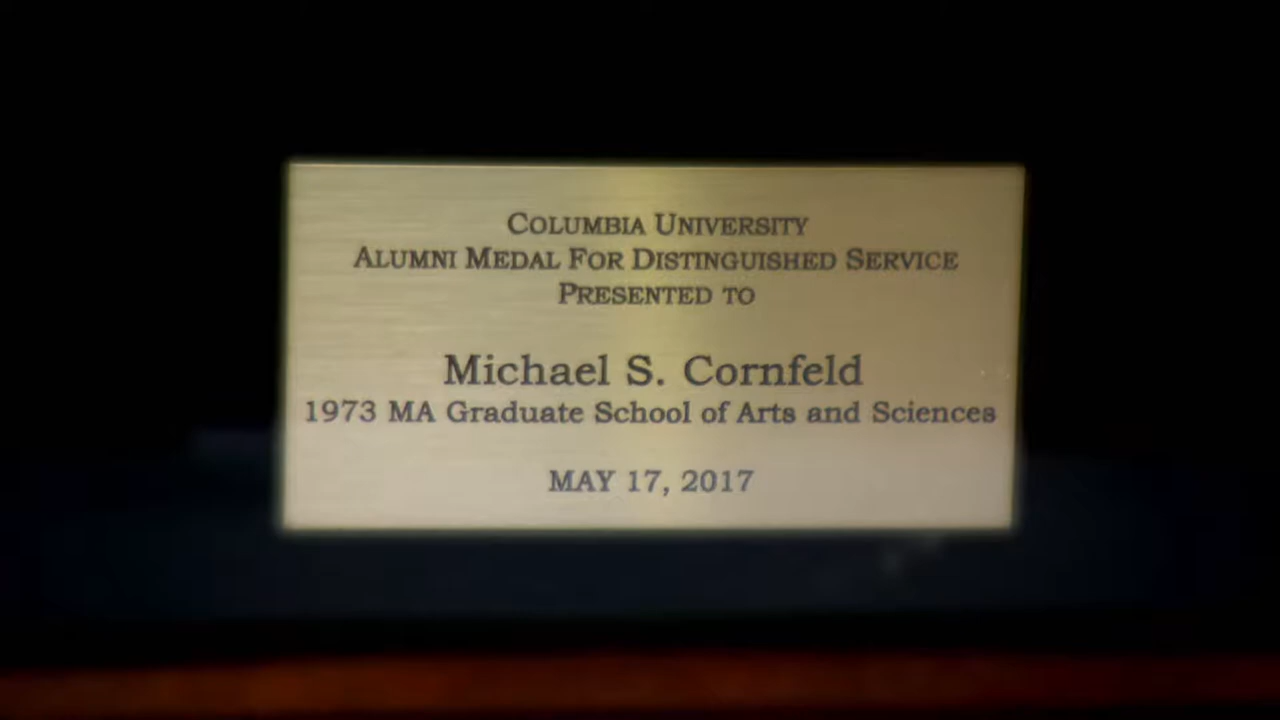 COLUMBIA UNIVERSITY
ALUMNI MEDAL FOR DISTINGUISHED SERVICE
PRESENTED TO
Michael S. Cornfeld
1973 MA Graduate School of Arts and Sciences
MAY 17, 2017